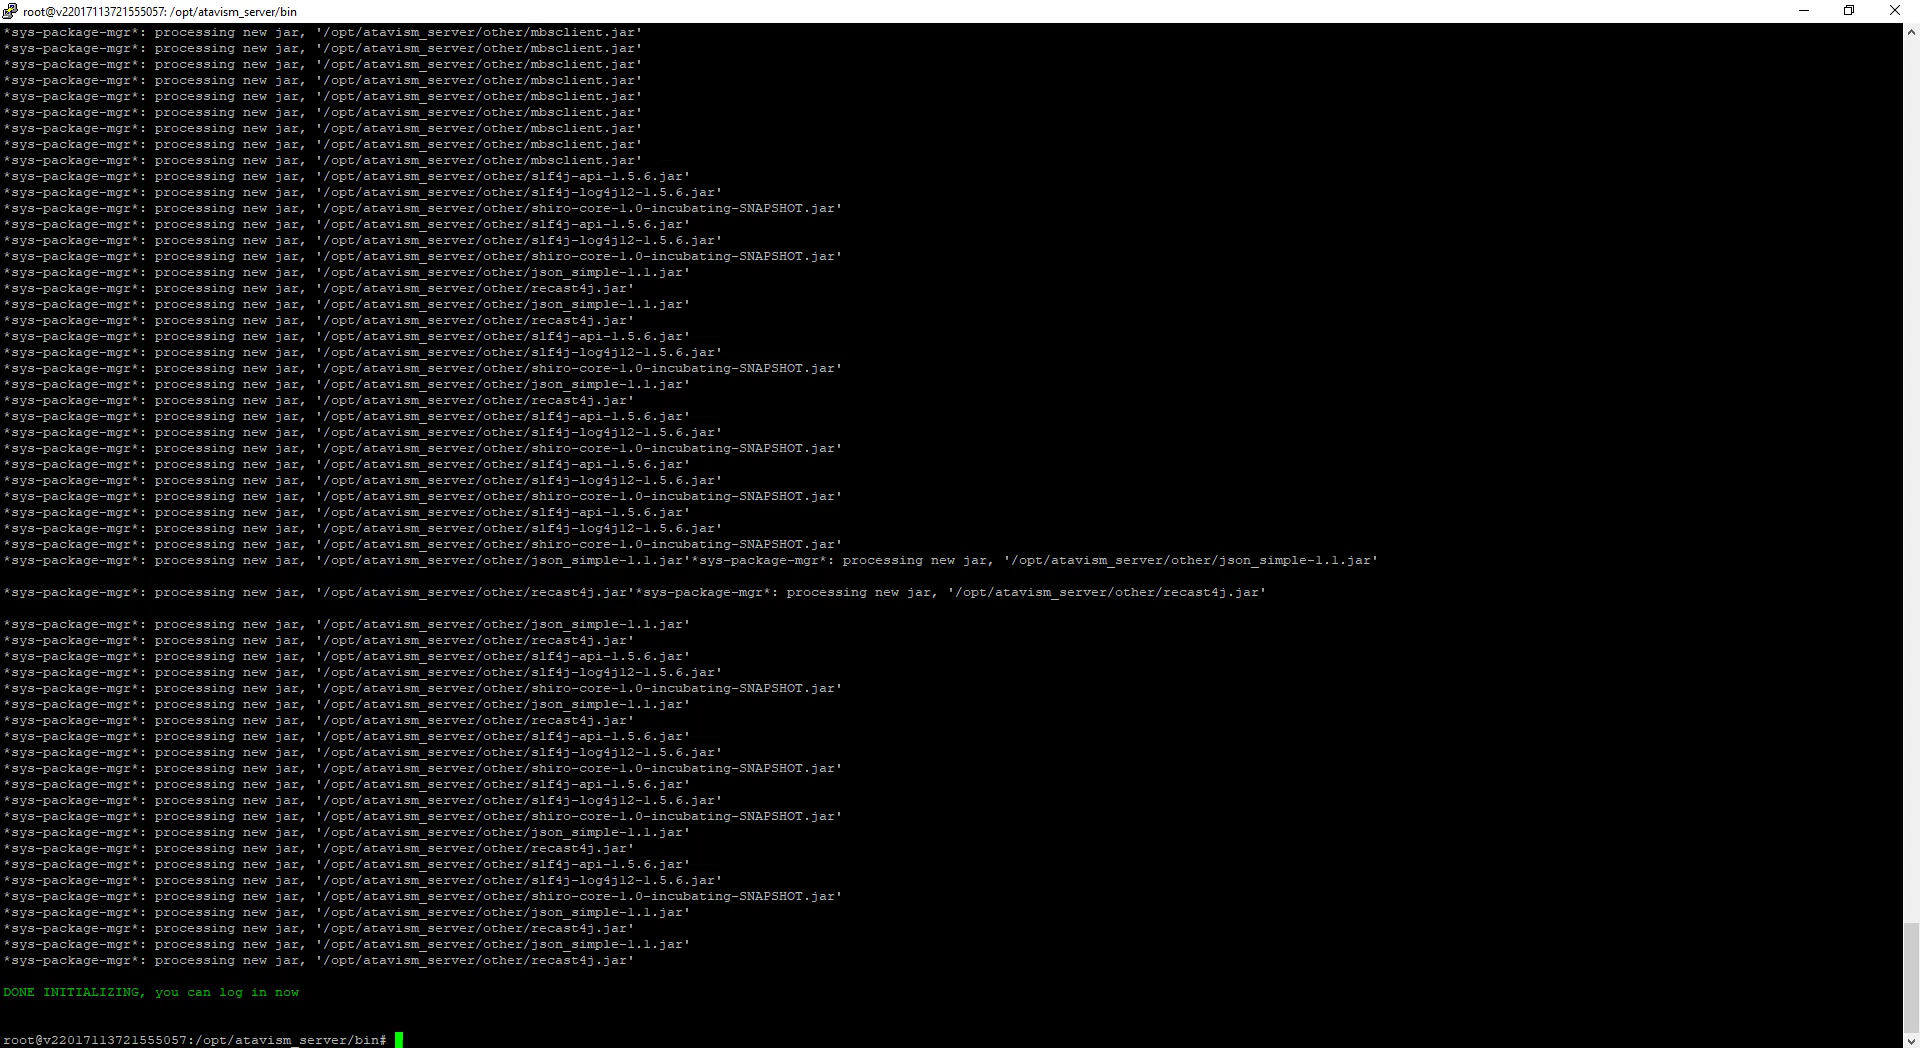 root@v22017113721555057: /opt/atavism_server/bin
*sys-package-mgr*: processing new jar, '/opt/atavism_server/other/mbsclient.jar'
*sys-package-mgr*: processing new jar, '/opt/atavism_server/other/mbsclient.jar'
*sys-package-mgr*: processing new jar, '/opt/atavism_server/other/mbsclient.jar'
*sys-package-mgr*: processing new jar, '/opt/atavism_server/other/mbsclient.jar'
*sys-package-mgr*: processing new jar, '/opt/atavism_server/other/mbsclient.jar'
*sys-package-mgr*: processing new jar, '/opt/atavism_server/other/mbsclient.jar'
*sys-package-mgr*: processing new jar, '/opt/atavism_server/other/mbsclient.jar'
*sys-package-mgr*: processing new jar, '/opt/atavism_server/other/mbsclient.jar'
*sys-package-mgr*: processing new jar, '/opt/atavism_server/other/mbsclient.jar'
*sys-package-mgr*: processing new jar, '/opt/atavism_server/other/slf4j-api-1.5.6.jar'
*sys-package-mgr*: processing new jar, '/opt/atavism_server/other/slf4j-log4j12-1.5.6.jar'
*sys-package-mgr*: processing new jar, '/opt/atavism_server/other/shiro-core-1.0-incubating-SNAPSHOT.jar'
*sys-package-mgr*: processing new jar, '/opt/atavism_server/other/slf4j-api-1.5.6.jar'
*sys-package-mgr*: processing new jar, '/opt/atavism_server/other/slf4j-log4j12-1.5.6.jar'
*sys-package-mgr*: processing new jar, '/opt/atavism_server/other/shiro-core-1.0-incubating-SNAPSHOT.jar'
*sys-package-mgr*: processing new jar, '/opt/atavism_server/other/json_simple-1.1.jar'
*sys-package-mgr*: processing new jar, '/opt/atavism_server/other/recast4j.jar'
*sys-package-mgr*: processing new jar, '/opt/atavism_server/other/json_simple-1.1.jar'
*sys-package-mgr*: processing new jar, '/opt/atavism_server/other/recast4j.jar'
*sys-package-mgr*: processing new jar, '/opt/atavism_server/other/slf4j-api-1.5.6.jar'
*sys-package-mgr*: processing new jar, '/opt/atavism_server/other/slf4j-log4j12-1.5.6.jar'
*sys-package-mgr*: processing new jar, '/opt/atavism_server/other/shiro-core-1.0-incubating-SNAPSHOT.jar'
*sys-package-mgr*: processing new jar, '/opt/atavism_server/other/json_simple-1.1.jar'
*sys-package-mgr*: processing new jar, '/opt/atavism_server/other/recast4j.jar'
*sys-package-mgr*: processing new jar, '/opt/atavism_server/other/slf4j-api-1.5.6.jar'
*sys-package-mgr*: processing new jar, '/opt/atavism_server/other/slf4j-log4j12-1.5.6.jar'
*sys-package-mgr*: processing new jar, '/opt/atavism_server/other/shiro-core-1.0-incubating-SNAPSHOT.jar'
*sys-package-mgr*: processing new jar, '/opt/atavism_server/other/slf4j-api-1.5.6.jar'
*sys-package-mgr*: processing new jar, '/opt/atavism_server/other/slf4j-log4j12-1.5.6.jar'
*sys-package-mgr*: processing new jar, '/opt/atavism_server/other/shiro-core-1.0-incubating-SNAPSHOT.jar'
*sys-package-mgr*: processing new jar, '/opt/atavism_server/other/slf4j-api-1.5.6.jar'
*sys-package-mgr*: processing new jar, '/opt/atavism_server/other/slf4j-log4j12-1.5.6.jar'
*sys-package-mgr*: processing new jar, '/opt/atavism_server/other/shiro-core-1.0-incubating-SNAPSHOT.jar'
*sys-package-mgr*: processing new jar, '/opt/atavism_server/other/json_simple-1.1.jar'*sys-package-mgr*: processing new jar, '/opt/atavism_server/other/json_simple-1.1.jar'
*sys-package-mgr*: processing new jar, '/opt/atavism_server/other/recast4j.jar'*sys-package-mgr*: processing new jar, '/opt/atavism_server/other/recast4j.jar'
*sys-package-mgr*: processing new jar, '/opt/atavism_server/other/json_simple-1.1.jar'
*sys-package-mgr*: processing new jar, '/opt/atavism_server/other/recast4j.jar'
*sys-package-mgr*: processing new jar, '/opt/atavism_server/other/slf4j-api-1.5.6.jar'
*sys-package-mgr*: processing new jar, '/opt/atavism_server/other/slf4j-log4j12-1.5.6.jar'
*sys-package-mgr*: processing new jar, '/opt/atavism_server/other/shiro-core-1.0-incubating-SNAPSHOT.jar'
*sys-package-mgr*: processing new jar, '/opt/atavism_server/other/json_simple-1.1.jar'
*sys-package-mgr*: processing new jar, '/opt/atavism_server/other/recast4j.jar'
*sys-package-mgr*: processing new jar, '/opt/atavism_server/other/slf4j-api-1.5.6.jar'
*sys-package-mgr*: processing new jar, '/opt/atavism_server/other/slf4j-log4j12-1.5.6.jar'
*sys-package-mgr*: processing new jar, '/opt/atavism_server/other/shiro-core-1.0-incubating-SNAPSHOT.jar'
*sys-package-mgr*: processing new jar, '/opt/atavism_server/other/slf4j-api-1.5.6.jar'
*sys-package-mgr*: processing new jar, '/opt/atavism_server/other/slf4j-log4j12-1.5.6.jar'
*sys-package-mgr*: processing new jar, '/opt/atavism_server/other/shiro-core-1.0-incubating-SNAPSHOT.jar'
*sys-package-mgr*: processing new jar, '/opt/atavism_server/other/json_simple-1.1.jar'
*sys-package-mgr*: processing new jar, '/opt/atavism_server/other/recast4j.jar'
*sys-package-mgr*: processing new jar, '/opt/atavism_server/other/slf4j-api-1.5.6.jar'
*sys-package-mgr*: processing new jar, '/opt/atavism_server/other/slf4j-log4j12-1.5.6.jar'
*sys-package-mgr*: processing new jar, '/opt/atavism_server/other/shiro-core-1.0-incubating-SNAPSHOT.jar'
*sys-package-mgr*: processing new jar, '/opt/atavism_server/other/json_simple-1.1.jar'
*sys-package-mgr*: processing new jar, '/opt/atavism_server/other/recast4j.jar'
*sys-package-mgr*: processing new jar, '/opt/atavism_server/other/json_simple-1.1.jar'
*sys-package-mgr*: processing new jar, '/opt/atavism_server/other/recast4j.jar'
DONE INITIALIZING, you can log in now
root@v22017113721555057:/opt/atavism_server/bin#